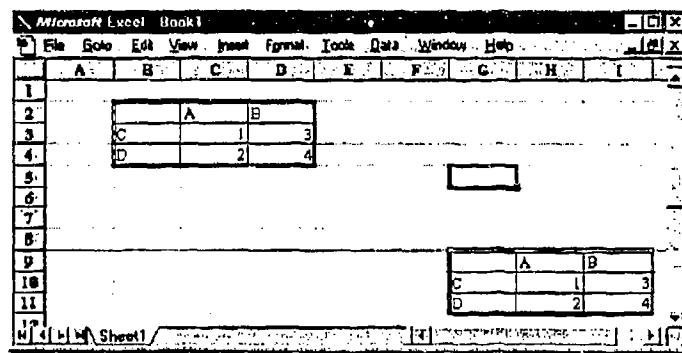 Microsoft Excel Book1
File Goto Edit View Insert Format Tools Data Window Help
A B C D E F G H I
1
2 A B
3 C 1 3
4 D 2 4
5
6
7
8
9 A B
10 C 1 3
11 D 2 4
Sheet1